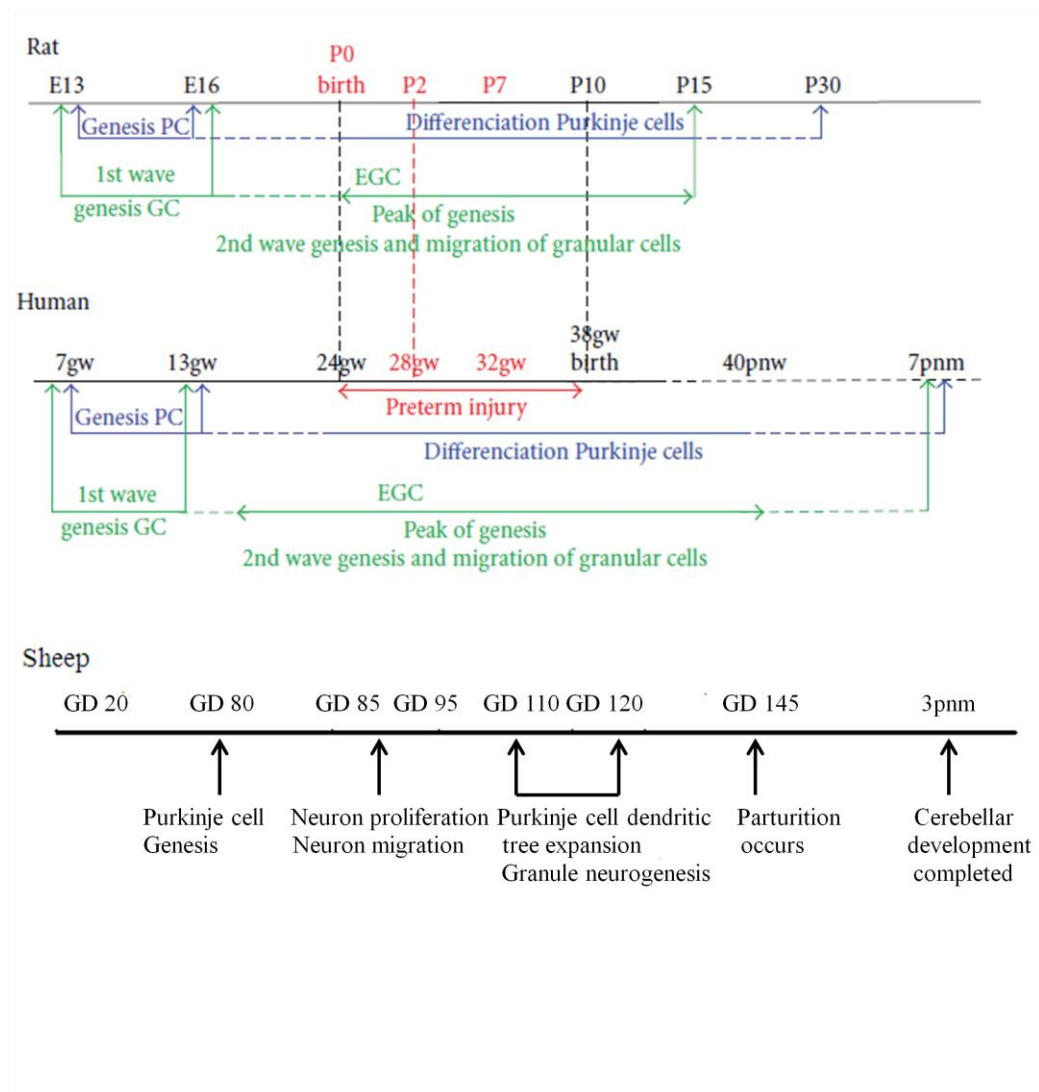 Rat
P0
E13 E16 birth P2 P7 P10 P15 P30
Genesis PC Differenciation Purkinje cells
1st wave EGC
genesis GC Peak of genesis
2nd wave genesis and migration of granular cells
Human
38gw
7gw 13gw 24gw 28gw 32gw birth 40pnw 7pnm
Preterm injury
Genesis PC
Differenciation Purkinje cells
1st wave EGC
genesis GC Peak of genesis
2nd wave genesis and migration of granular cells
Sheep
GD 20 GD 80 GD 85 GD 95 GD 110 GD 120 GD 145 3pnm
Purkinje cell Neuron proliferation Purkinje cell dendritic Parturition Cerebellar
Genesis Neuron migration tree expansion occurs development
Granule neurogenesis completed